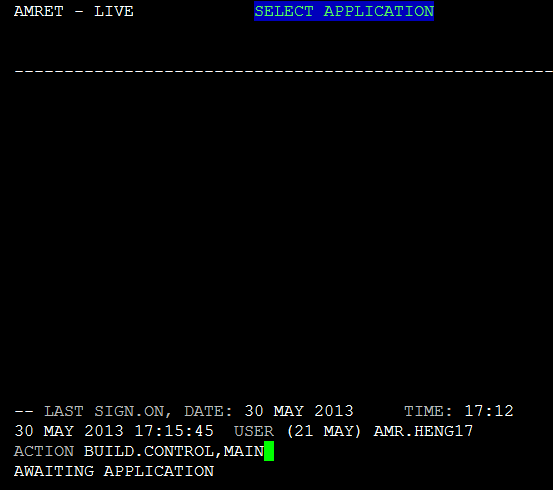 AMRET - LIVE SELECT APPLICATION
------------------------------------------------------
-- LAST SIGN.ON, DATE: 30 MAY 2013 TIME: 17:12
30 MAY 2013 17:15:45 USER (21 MAY) AMR.HENG17
ACTION BUILD.CONTROL,MAIN
AWAITING APPLICATION